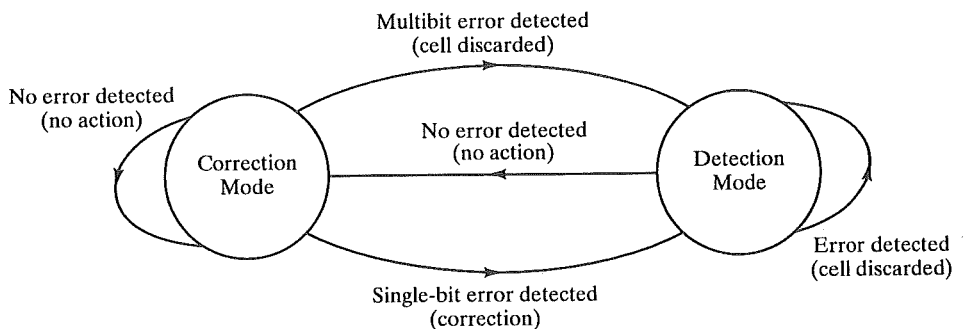 Multibit error detected
(cell discarded)
No error detected
(no action)
No error detected
(no action)
Correction
Mode
Detection
Mode
Error detected
(cell discarded)
Single-bit error detected
(correction)